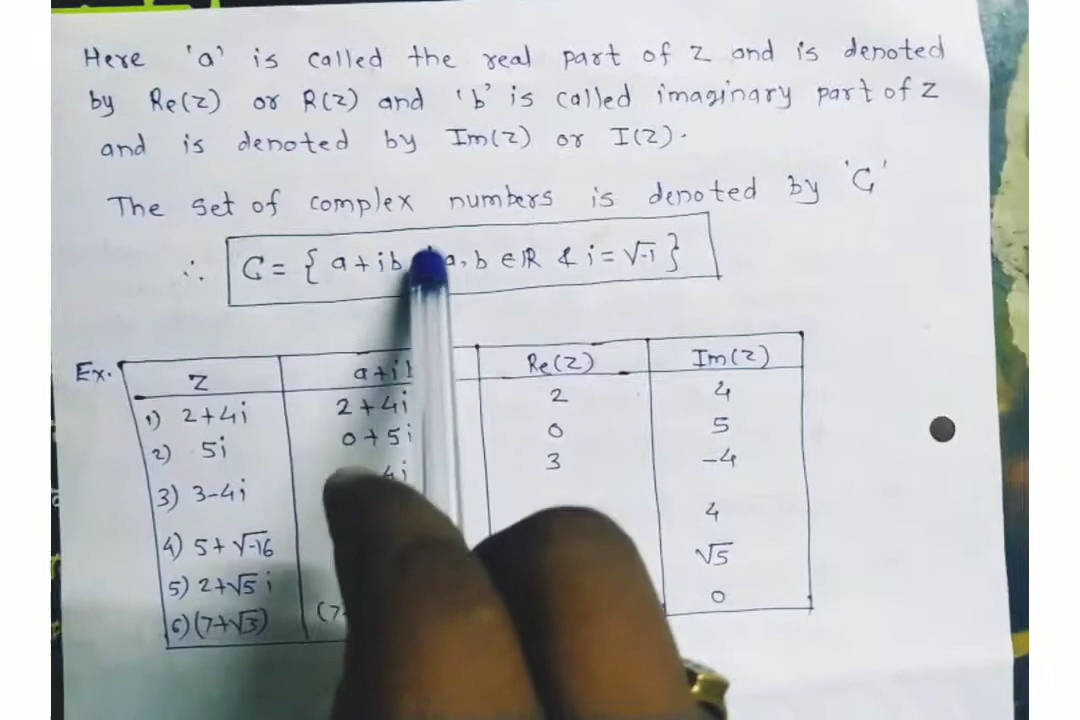 Here 'a' is called the real part of z and is denoted
by Re(z) or R(z) and 'b' is called imaginary part of z
and is denoted by Im(z) or I(z).
The set of complex numbers is denoted by 'C'
∴ C = { a+ib a, b ∈ ℝ & i = √-1 }
Ex. z a+ib Re(z) Im(z)
1) 2+4i 2+4i 2 4
2) 5i 0+5i 0 5
3) 3-4i 4i 3 -4
4) 5+√-16 4
5) 2+√5 i √5
6) (7+√3) (7 0